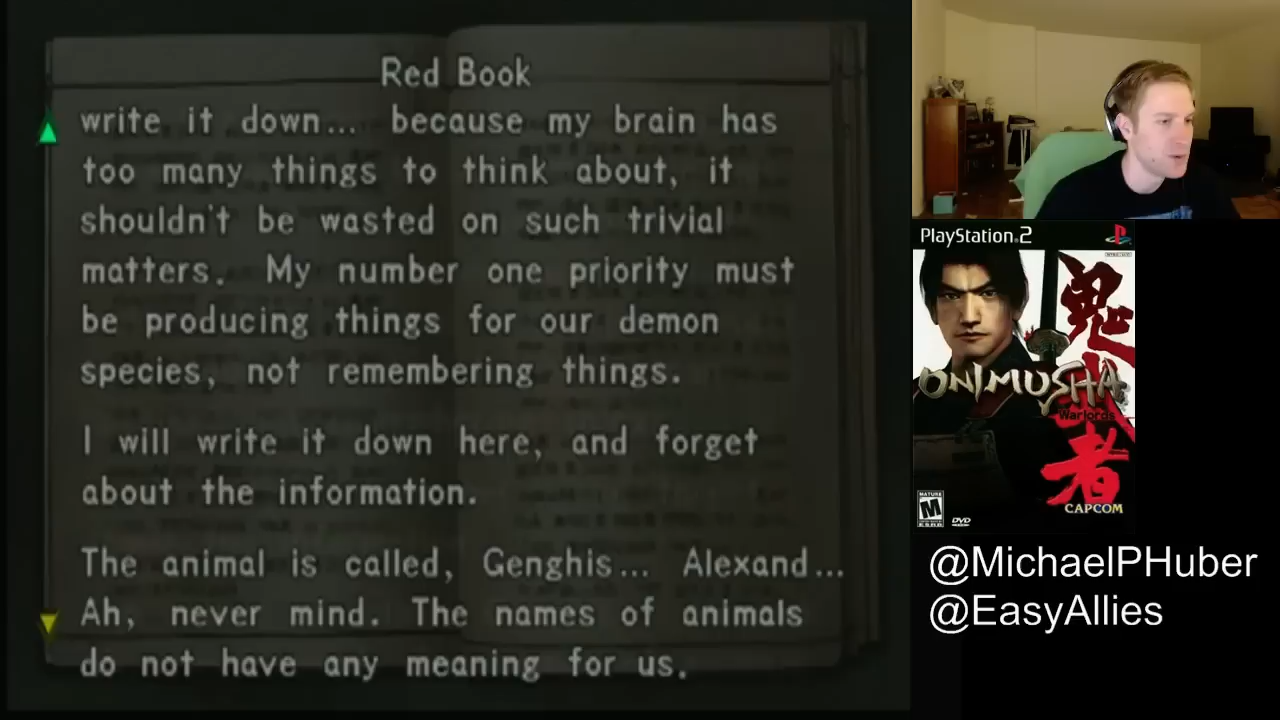 Red Book
write it down... because my brain has
too many things to think about, it
shouldn't be wasted on such trivial
matters. My number one priority must
be producing things for our demon
species, not remembering things.
I will write it down here, and forget
about the information.
The animal is called, Genghis... Alexand...
Ah, never mind. The names of animals
do not have any meaning for us.
PlayStation.2
鬼武者
ONIMUSHA
Warlords
MATURE
M
DVD
CAPCOM
@MichaelPHuber
@EasyAllies